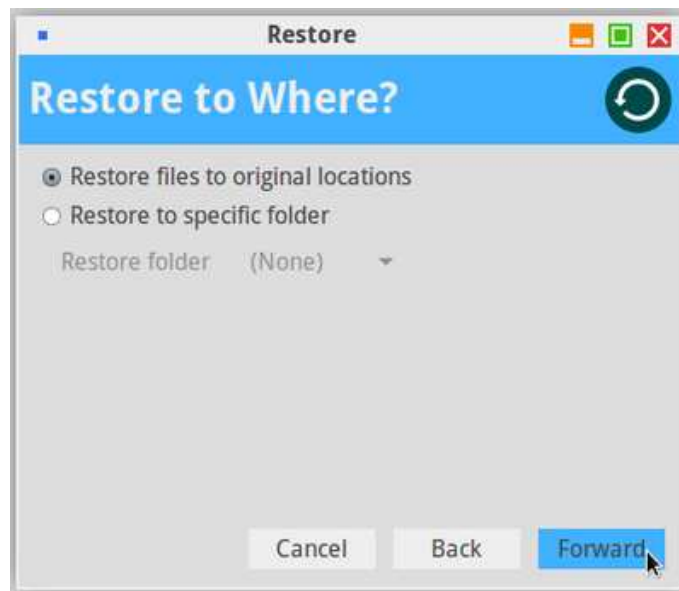 Restore
Restore to Where?
Restore files to original locations
Restore to specific folder
Restore folder (None)
Cancel Back Forward